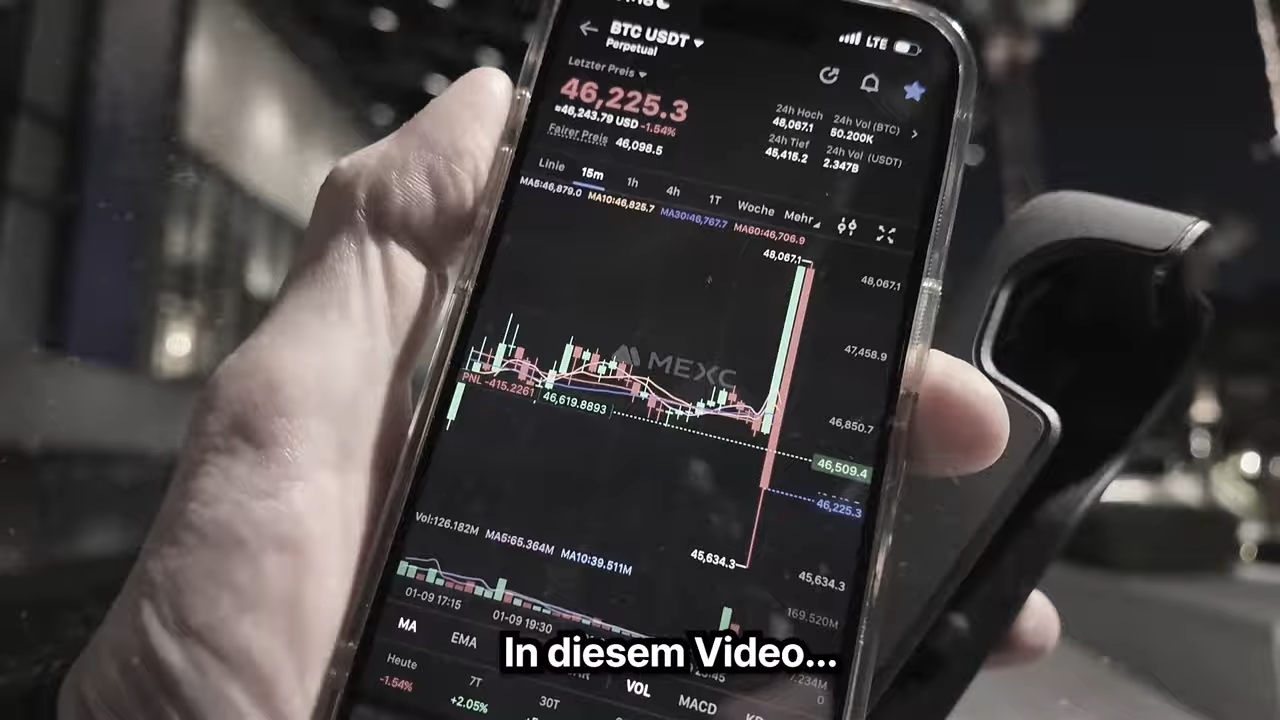 BTC USDT
LTE
Perpetual
Letzter Preis
46,225.3
≈46,243.79 USD -1.54%
Fairer Preis 46,098.5
24h Hoch
48,067.1
24h Vol (BTC)
50.200K
24h Tief
45,415.2
24h Vol (USDT)
2.347B
Linie 15m 1h 4h 1T Woche Mehr
MA5:46,879.0 MA10:46,825.7 MA30:46,767.7 MA60:46,706.9
48,067.1
48,067.1
47,458.9
MEXC
PNL -415.2261
46,619.8893
46,850.7
46,509.4
46,225.3
45,634.3
45,634.3
Vol:126.182M MA5:65.364M MA10:39.511M
169.520M
01-09 17:15
01-09 19:30
In diesem Video...
MA EMA VOL MACD
0
Heute
-1.54%
7T
+2.05%
30T